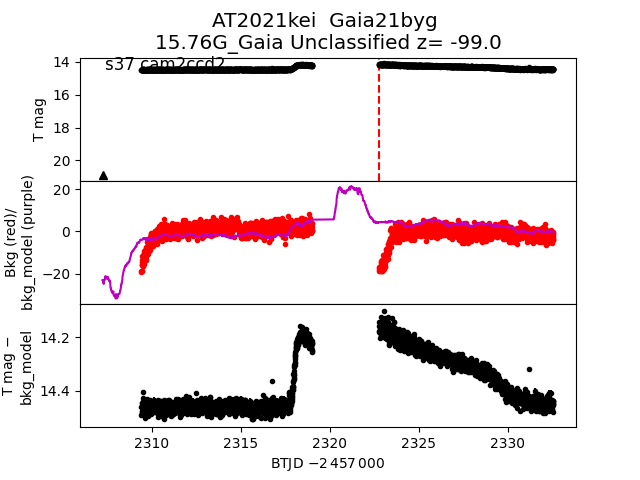 AT2021kei  Gaia21byg
15.76G_Gaia Unclassified z= -99.0
s37 cam2ccd2
14
16
18
20
T mag
20
0
−20
Bkg (red)/
bkg_model (purple)
14.2
14.4
T mag −
bkg_model
2310
2315
2320
2325
2330
BTJD −2 457 000